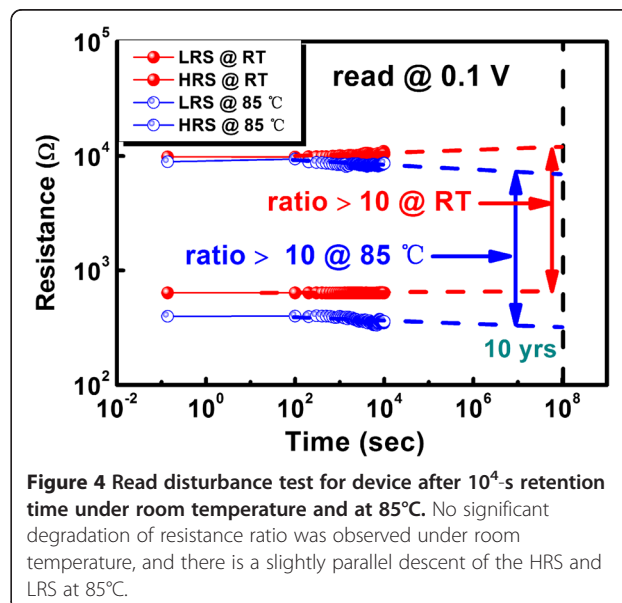 10⁵
LRS @ RT
HRS @ RT
LRS @ 85 ℃
HRS @ 85 ℃
read @ 0.1 V
10⁴
ratio > 10 @ RT
ratio > 10 @ 85 ℃
10³
10 yrs
10²
Resistance (Ω)
10⁻² 10⁰ 10² 10⁴ 10⁶ 10⁸
Time (sec)
Figure 4 Read disturbance test for device after 10⁴-s retention
time under room temperature and at 85°C. No significant
degradation of resistance ratio was observed under room
temperature, and there is a slightly parallel descent of the HRS and
LRS at 85°C.